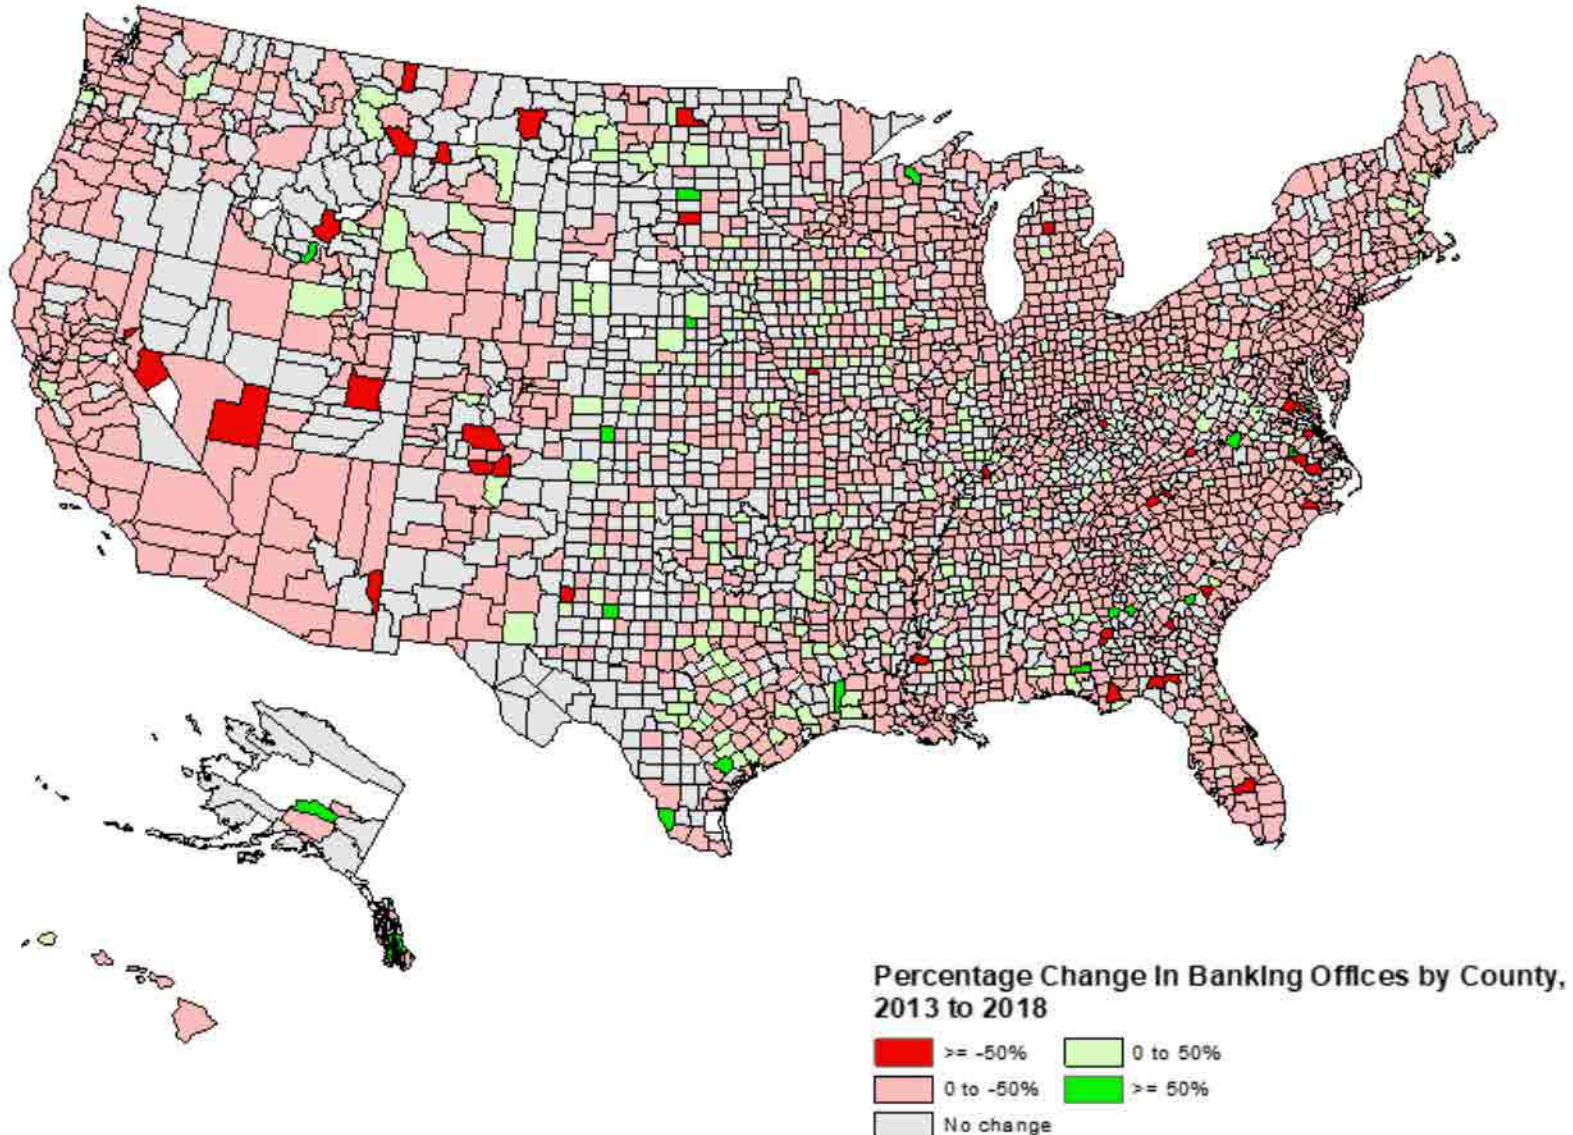 Percentage Change in Banking Offices by County,
2013 to 2018
>= -50%
0 to 50%
0 to -50%
>= 50%
No change